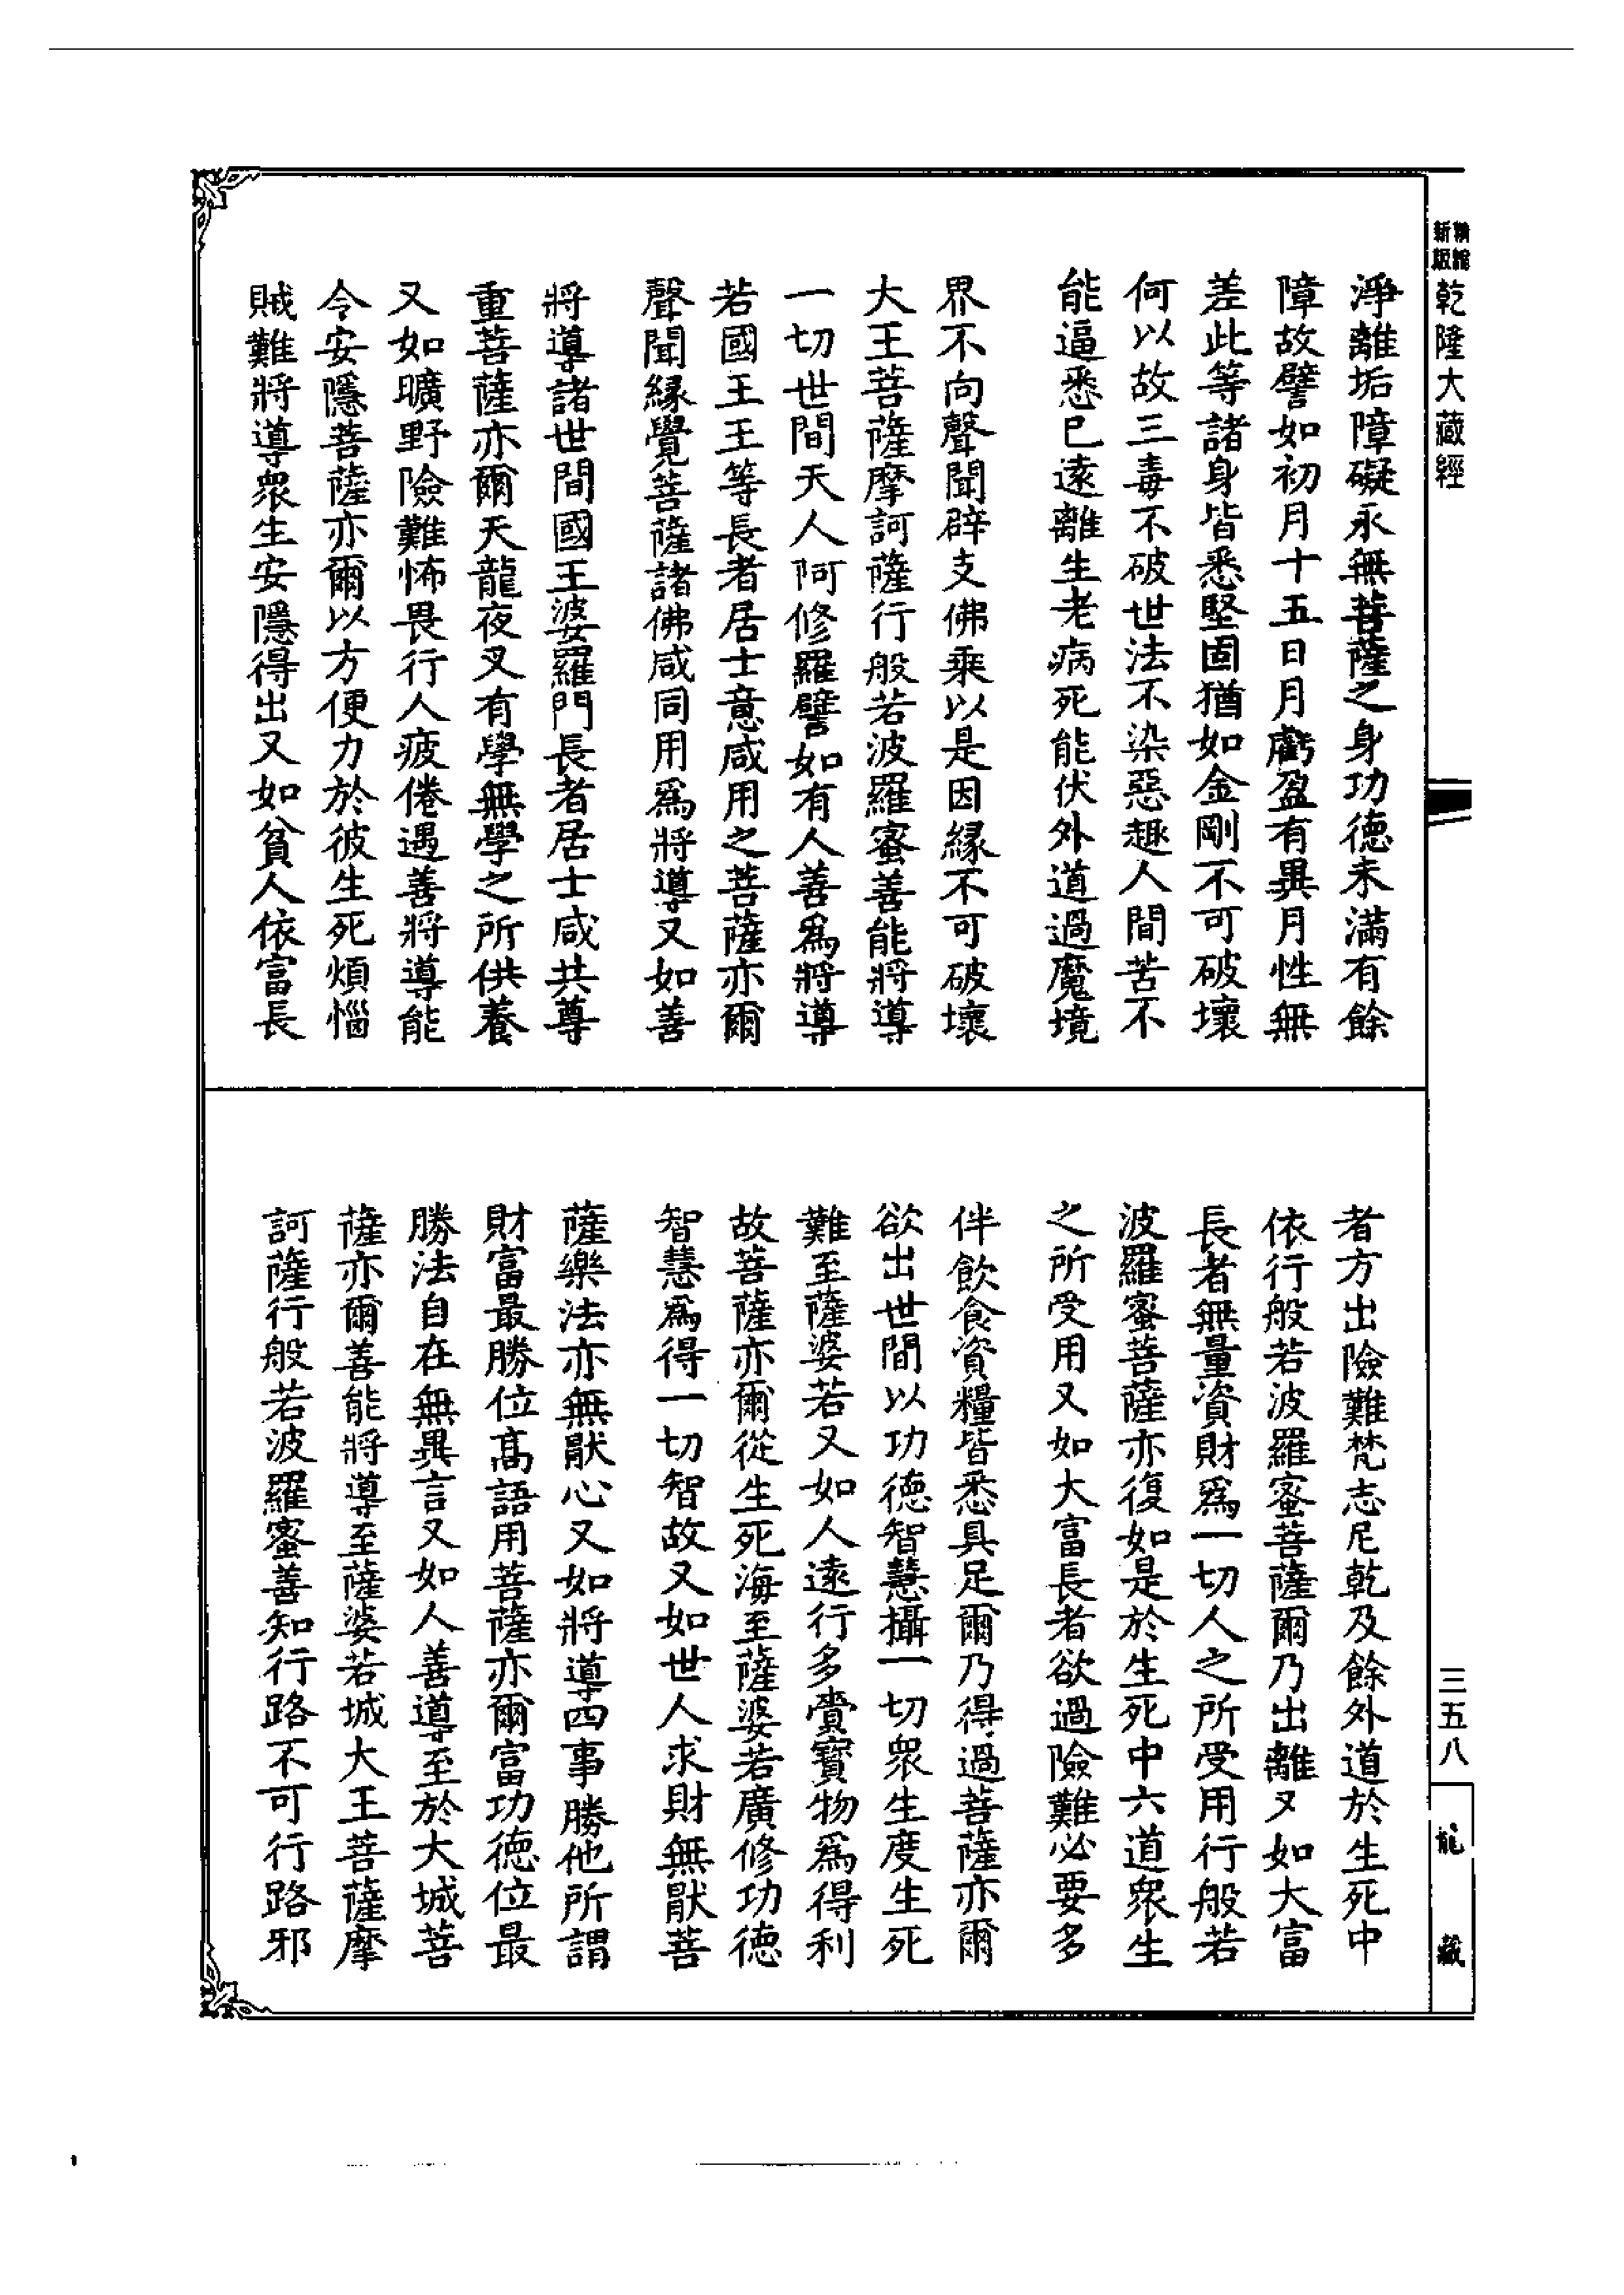 新編縮版乾隆大藏經
淨離垢障礙永無菩薩之身功德未滿有餘
障故譬如初月十五日月虧盈有異月性無
差此等諸身皆悉堅固猶如金剛不可破壞
何以故三毒不破世法不染惡趣人間苦不
能逼悉已遠離生老病死能伏外道過魔境
界不向聲聞辟支佛乘以是因緣不可破壞
大王菩薩摩訶薩行般若波羅蜜善能將導
一切世間天人阿修羅譬如有人善爲將導
若國王王等長者居士意咸用之菩薩亦爾
聲聞緣覺菩薩諸佛咸同用爲將導又如善
將導諸世間國王婆羅門長者居士咸共尊
重菩薩亦爾天龍夜叉有學無學之所供養
又如曠野險難怖畏行人疲倦遇善將導能
令安隱菩薩亦爾以方便力於彼生死煩惱
賊難將導衆生安隱得出又如貧人依富長
者方出險難梵志尼乾及餘外道於生死中
依行般若波羅蜜菩薩爾乃出離又如大富
長者無量資財爲一切人之所受用行般若
波羅蜜菩薩亦復如是於生死中六道衆生
之所受用又如大富長者欲過險難必要多
伴飲食資糧皆悉具足爾乃得過菩薩亦爾
欲出世間以功德智慧攝一切衆生度生死
難至薩婆若又如人遠行多賷寶物爲得利
故菩薩亦爾從生死海至薩婆若廣修功德
智慧爲得一切智故又如世人求財無猒菩
薩樂法亦無猒心又如將導四事勝他所謂
財富最勝位高語用菩薩亦爾富功德位最
勝法自在無異言又如人善導至於大城菩
薩亦爾善能將導至薩婆若城大王菩薩摩
訶薩行般若波羅蜜善知行路不可行路邪
三五八
龍藏